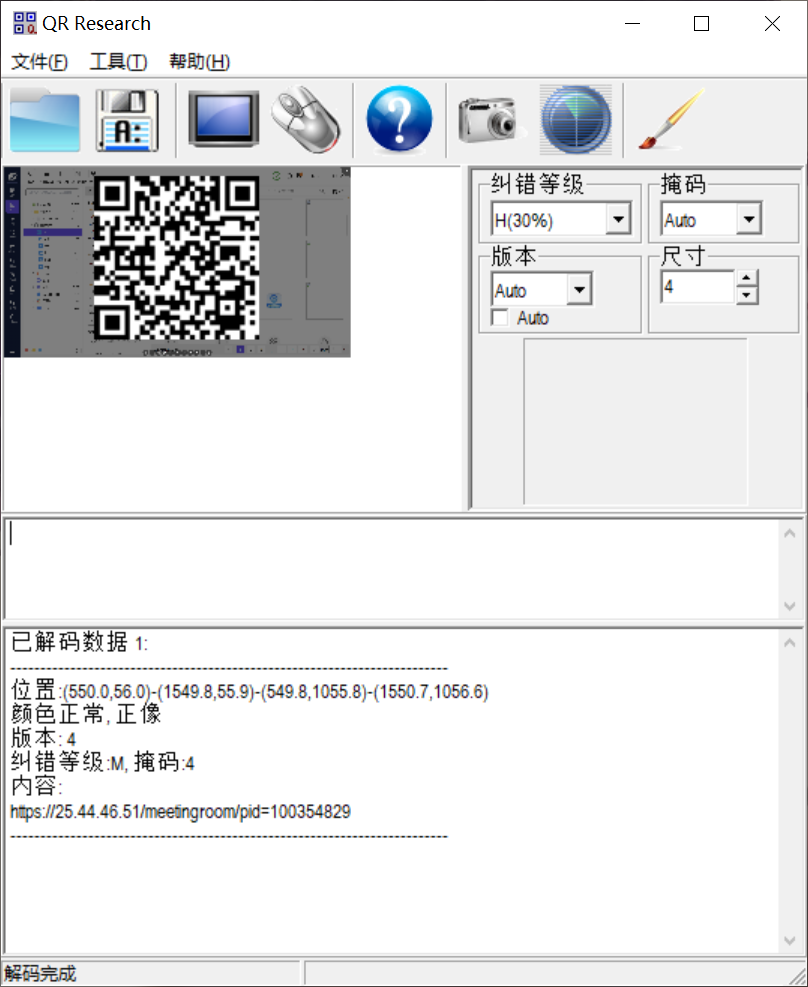 QR Research
文件(F) 工具(T) 帮助(H)
A:
纠错等级
掩码
H(30%)
Auto
版本
尺寸
Auto
4
Auto
已解码数据 1:
--------------------------------------------------------------------------------
位置:(550.0,56.0)-(1549.8,55.9)-(549.8,1055.8)-(1550.7,1056.6)
颜色正常, 正像
版本: 4
纠错等级:M, 掩码:4
内容:
https://25.44.46.51/meetingroom/pid=100354829
--------------------------------------------------------------------------------
解码完成